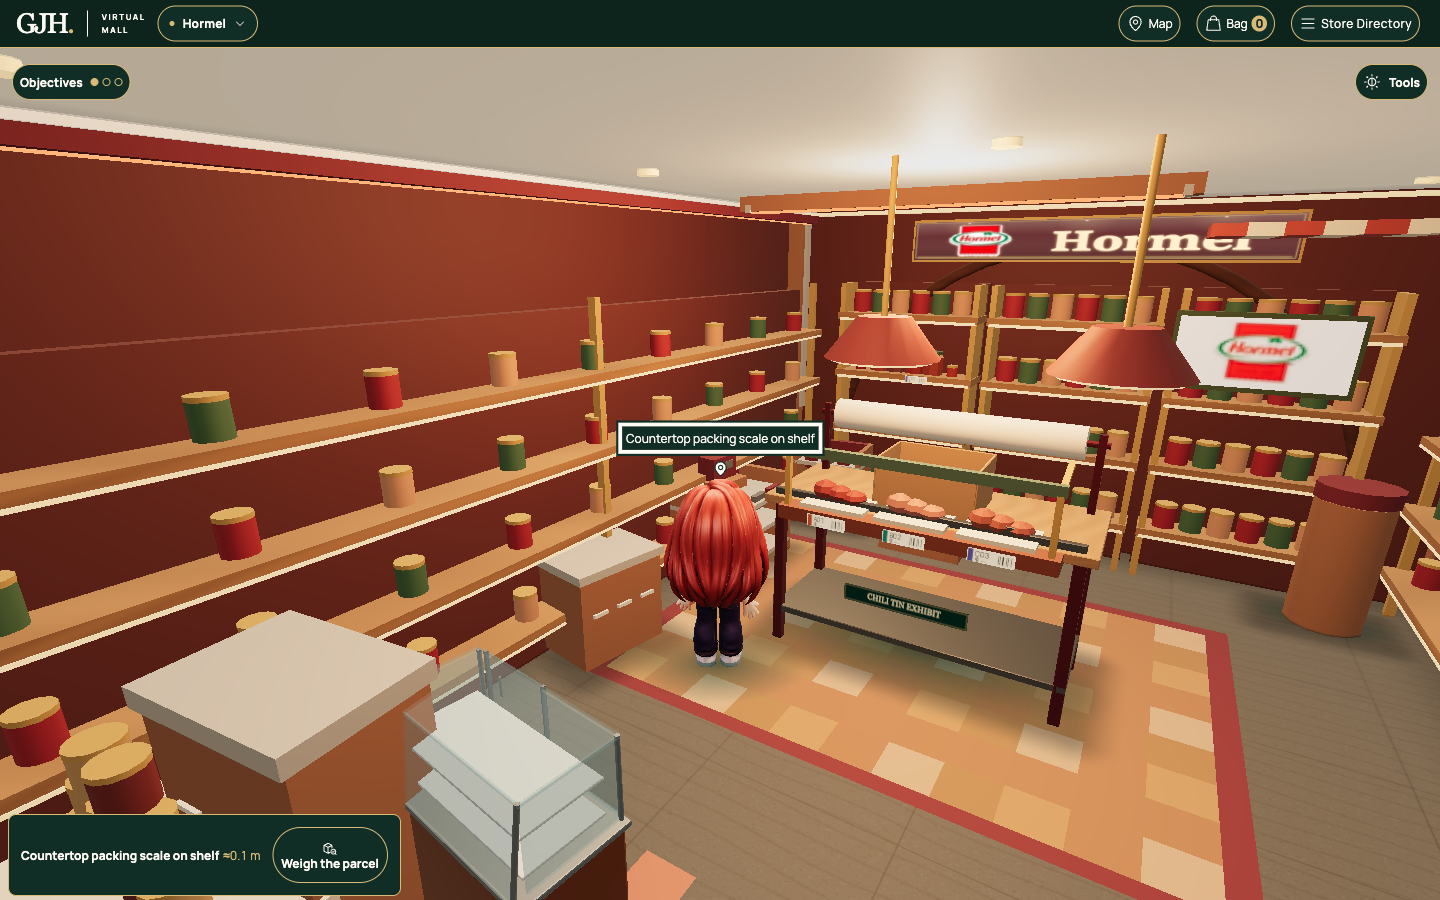 GJH.
VIRTUAL
MALL
Hormel
Map
Bag 0
Store Directory
Objectives
Tools
Hormel
Hormel
Hormel
Countertop packing scale on shelf
CHILI TIN EXHIBIT
Countertop packing scale on shelf ≈0.1 m
Weigh the parcel